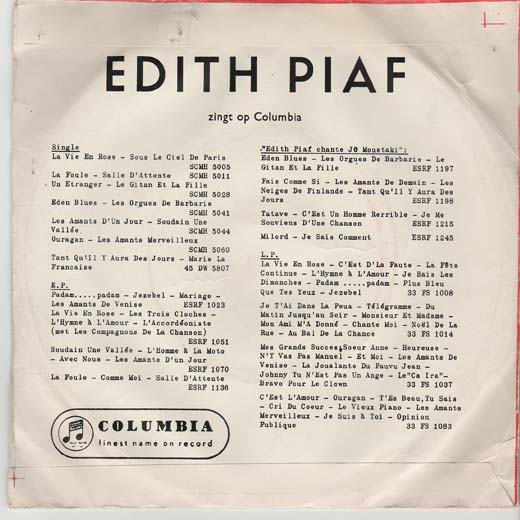 EDITH PIAF
zingt op Columbia
Single
La Vie En Rose - Sous Le Ciel De Paris
SCMH 5005
La Foule - Salle D'Attente SCMH 5011
Un Etranger - Le Gitan Et La Fille
SCMH 5028
Eden Blues - Les Orgues De Barbarie
SCMH 5041
Les Amants D'Un Jour - Soudain Une
Vallée. SCMH 5044
Ouragan - Les Amants Merveilleux
SCMH 5060
Tant Qu'Il Y Aura Des Jours - Marie La
Francaise 45 DW 5807
E.P.
Padam.....padam - Jezebel - Mariage -
Les Amants De Venise ESRF 1023
La Vie En Rose - Les Trois Cloches -
L'Hymne à L'Amour - L'Accordéoniste
(met Les Compagnons De La Chanson)
ESRF 1051
Soudain Une Vallée - L'Homme à La Moto
- Avec Nous - Les Amants D'un Jour
ESRF 1070
La Foule - Comme Moi - Salle D'Attente
ESRF 1136
COLUMBIA
finest name on record
"Edith Piaf chante JO Moustaki":
Eden Blues - Les Orgues De Barbarie - Le
Gitan Et La Fille ESRF 1197
Fais Comme Si - Les Amants De Demain - Les
Neiges De Finlande - Tant Qu'Il Y Aura Des
Jours ESRF 1198
Tatave - C'Est Un Homme Rerrible - Je Me
Souviens D'Une Chanson ESRF 1215
Milord - Je Sais Comment ESRF 1245
L.P.
La Vie En Rose - C'Est D'La Faute - La Fête
Continue - L'Hymne à L'Amour - Je Hais Les
Dimanches - Padam .....padam - Plus Bleu
Que Tes Yeux - Jezebel 33 FS 1008
Je T'Ai Dans La Peua - Télégramme - Du
Matin Jusqu'au Soir - Monsieur Et Madame -
Mon Ami M'A Donné - Chante Moi - Noël De La
Rue - Au Bal De La Chance 33 FS 1014
Mes Grands Succes:Soeur Anne - Heureuse -
N'Y Vas Pas Manuel - Et Moi - Les Amants De
Venise - La Joualante Du Pauvu Jean -
Johnny Tu N'Est Pas Un Ange - Le"Ca Ira"-
Bravo Pour Le Clown 33 FS 1037
C'Est L'Amour - Ouragan - T'Es Beau,Tu Sais
- Cri Du Coeur - Le Vieux Piano - Les Amants
Merveilleux - Je Suis à Toi - Opinion
Publique 33 FS 1083